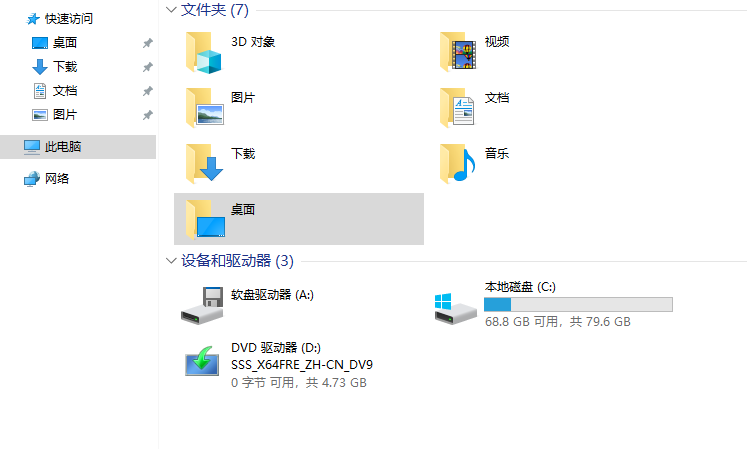 快速访问
桌面
下载
文档
图片
此电脑
网络
文件夹 (7)
3D 对象
视频
图片
文档
下载
音乐
桌面
设备和驱动器 (3)
软盘驱动器 (A:)
本地磁盘 (C:)
68.8 GB 可用，共 79.6 GB
DVD 驱动器 (D:)
SSS_X64FRE_ZH-CN_DV9
0 字节 可用，共 4.73 GB